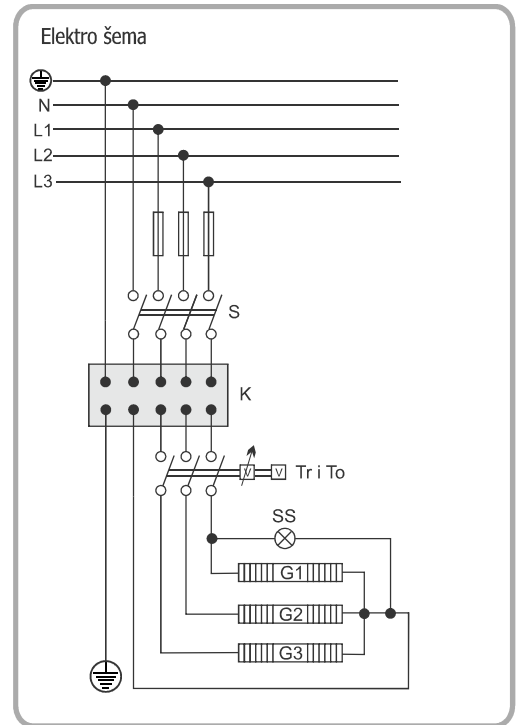 Elektro šema
N
L1
L2
L3
S
K
V V Tr i To
SS
G1
G2
G3